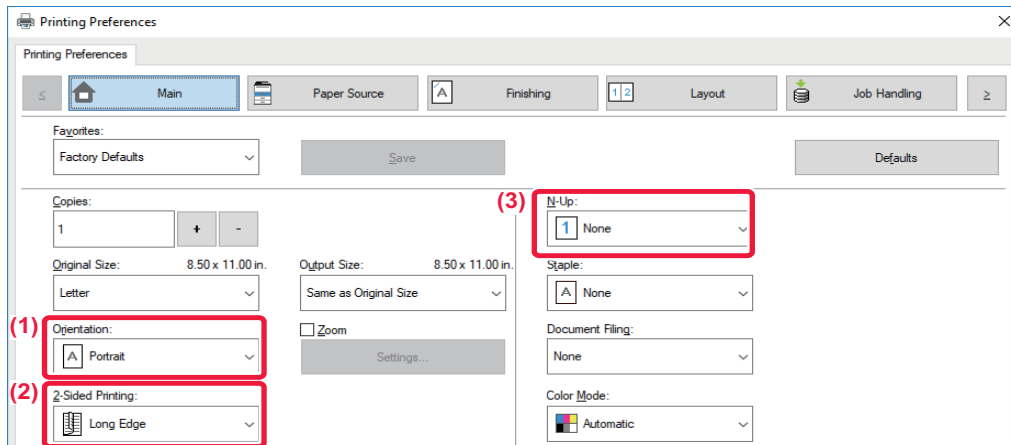 Printing Preferences
Printing Preferences
<
Main
Paper Source
A
Finishing
1 2
Layout
Job Handling
>
Favorites:
Factory Defaults
Save
Defaults
Copies:
1
+
-
(3)
N-Up:
1 None
Original Size: 8.50 x 11.00 in.
Output Size: 8.50 x 11.00 in.
Staple:
Letter
Same as Original Size
A None
(1)
Orientation:
Zoom
Document Filing:
A Portrait
Settings...
None
(2)
2-Sided Printing:
Color Mode:
Long Edge
Automatic